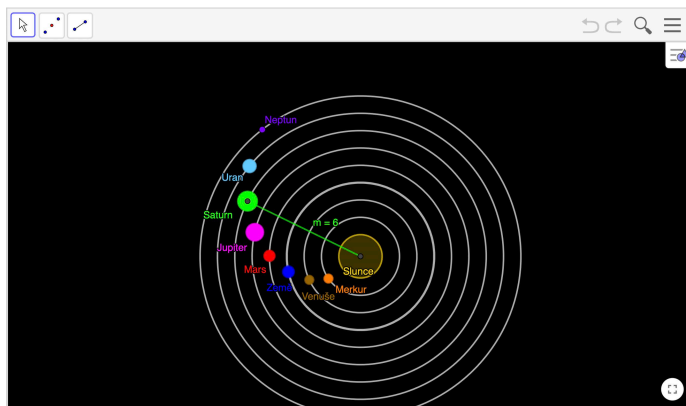 Neptun
Uran
Saturn
m = 6
Jupiter
Mars
Slunce
Země
Venuše
Merkur